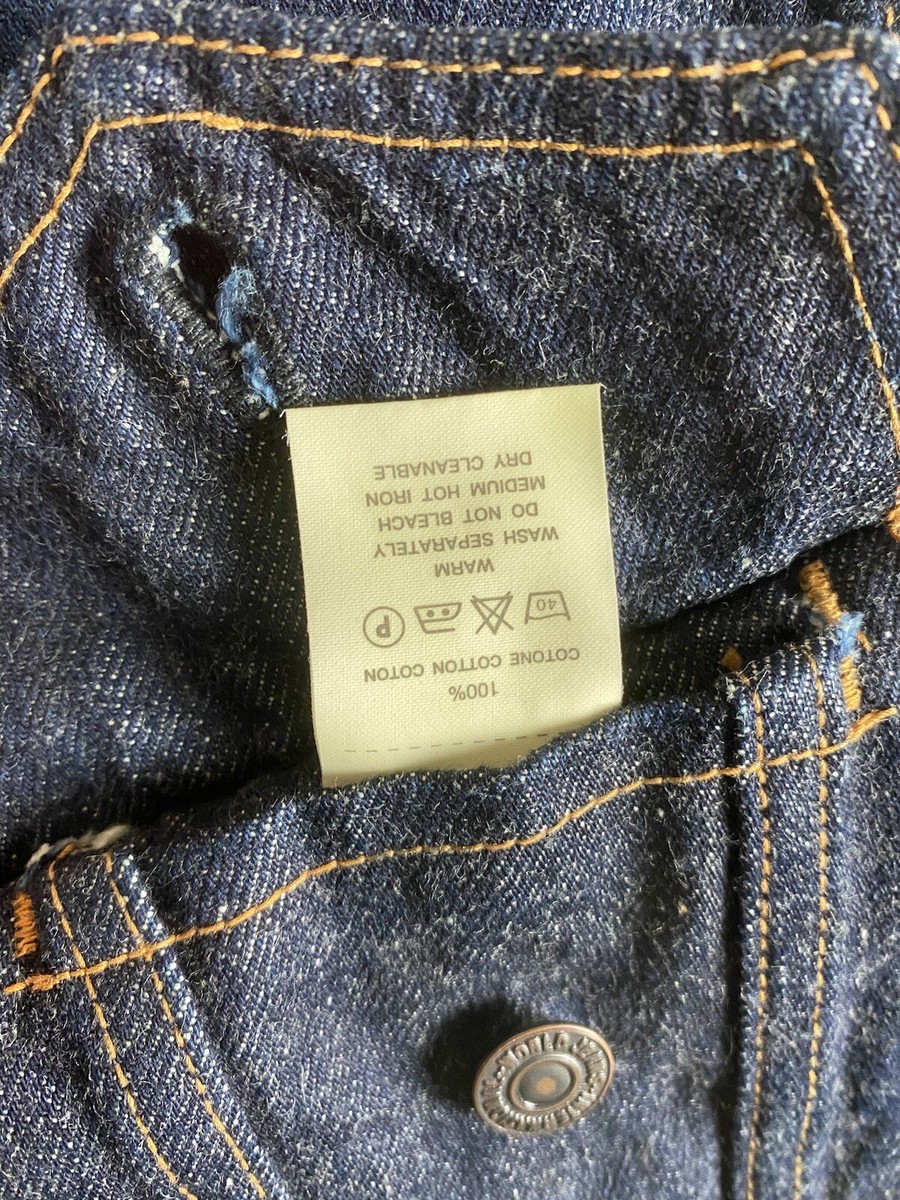 100%
COTONE COTTON COTON
40 P
WARM
WASH SEPARATELY
DO NOT BLEACH
MEDIUM HOT IRON
DRY CLEANABLE